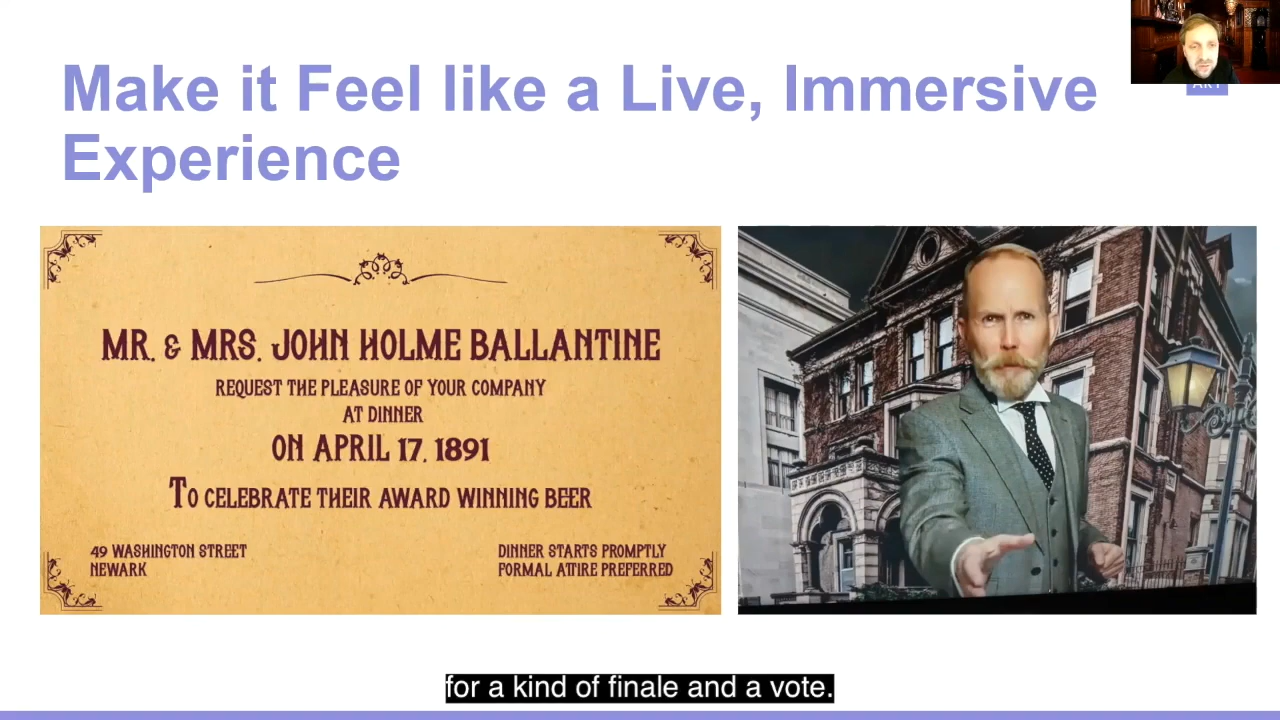 Make it Feel like a Live, Immersive
Experience
MR. & MRS. JOHN HOLME BALLANTINE
REQUEST THE PLEASURE OF YOUR COMPANY
AT DINNER
ON APRIL 17, 1891
TO CELEBRATE THEIR AWARD WINNING BEER
49 WASHINGTON STREET
NEWARK
DINNER STARTS PROMPTLY
FORMAL ATTIRE PREFERRED
for a kind of finale and a vote.